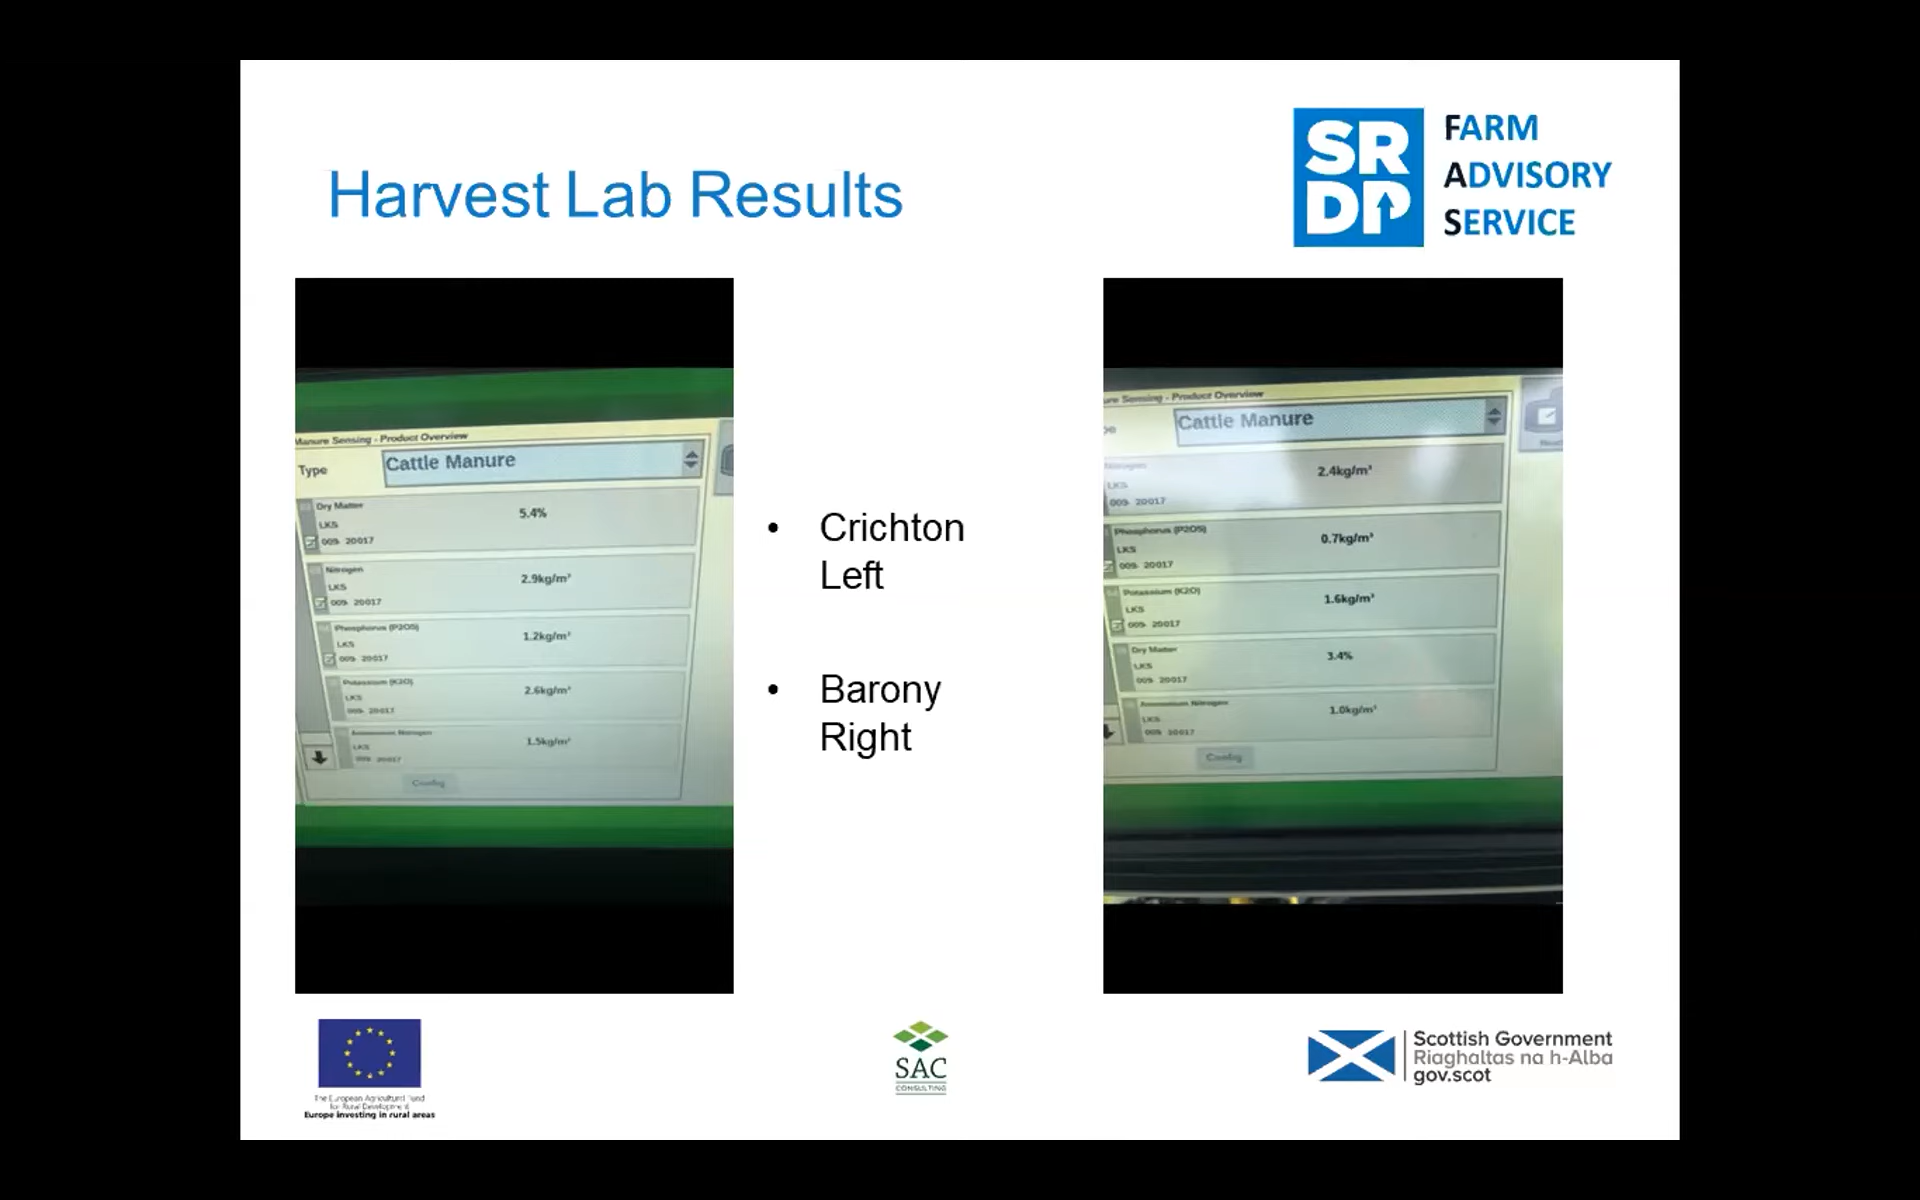 Harvest Lab Results
SR
DP
FARM
ADVISORY
SERVICE
Manure Sensing - Product Overview
Type
Cattle Manure
Dry Matter
5.4%
LKS
009- 20017
Nitrogen
2.9kg/m³
LKS
009- 20017
Phosphorus (P2O5)
1.2kg/m³
LKS
009- 20017
Potassium (K2O)
2.6kg/m³
LKS
009- 20017
Ammonium Nitrogen
1.5kg/m³
LKS
009- 20017
Config
• Crichton
Left
• Barony
Right
ure Sensing - Product Overview
pe
Cattle Manure
Nitrogen
2.4kg/m³
LKS
009- 20017
Phosphorus (P2O5)
0.7kg/m³
LKS
009- 20017
Potassium (K2O)
1.6kg/m³
LKS
009- 20017
Dry Matter
3.4%
LKS
009- 20017
Ammonium Nitrogen
1.0kg/m³
LKS
009- 20017
Config
The European Agricultural Fund
for Rural Development
Europe investing in rural areas
SAC
CONSULTING
Scottish Government
Riaghaltas na h-Alba
gov.scot